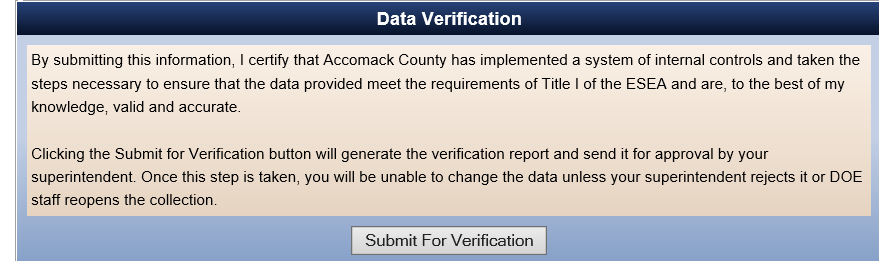 Data Verification
By submitting this information, I certify that Accomack County has implemented a system of internal controls and taken the
steps necessary to ensure that the data provided meet the requirements of Title I of the ESEA and are, to the best of my
knowledge, valid and accurate.
Clicking the Submit for Verification button will generate the verification report and send it for approval by your
superintendent. Once this step is taken, you will be unable to change the data unless your superintendent rejects it or DOE
staff reopens the collection.
Submit For Verification